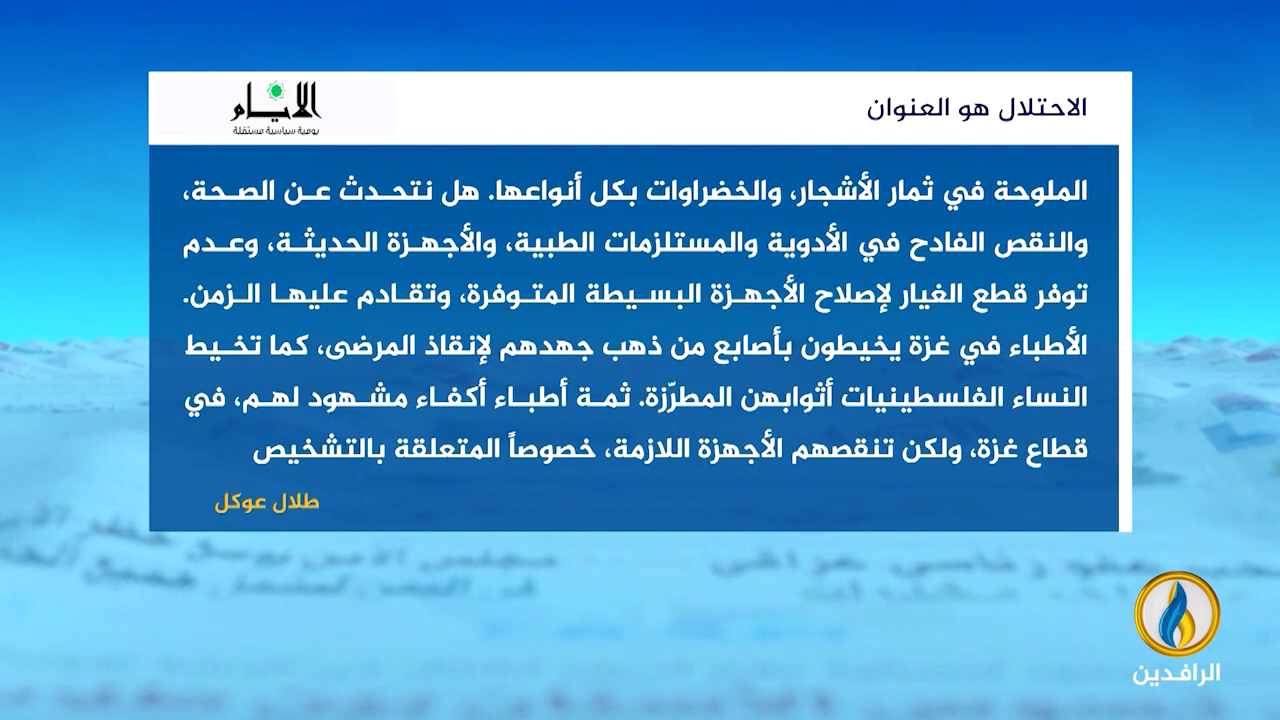 الاحتلال هو العنوان
الايام
يومية سياسية مستقلة
الملوحة في ثمار الأشجار، والخضراوات بكل أنواعها. هل نتحدث عن الصحة،
والنقص الفادح في الأدوية والمستلزمات الطبية، والأجهزة الحديثة، وعدم
توفر قطع الغيار لإصلاح الأجهزة البسيطة المتوفرة، وتقادم عليها الزمن.
الأطباء في غزة يخيطون بأصابع من ذهب جهدهم لإنقاذ المرضى، كما تخيط
النساء الفلسطينيات أثوابهن المطرّزة. ثمة أطباء أكفاء مشهود لهم، في
قطاع غزة، ولكن تنقصهم الأجهزة اللازمة، خصوصاً المتعلقة بالتشخيص
طلال عوكل
مجلس الأمن
الرافدين